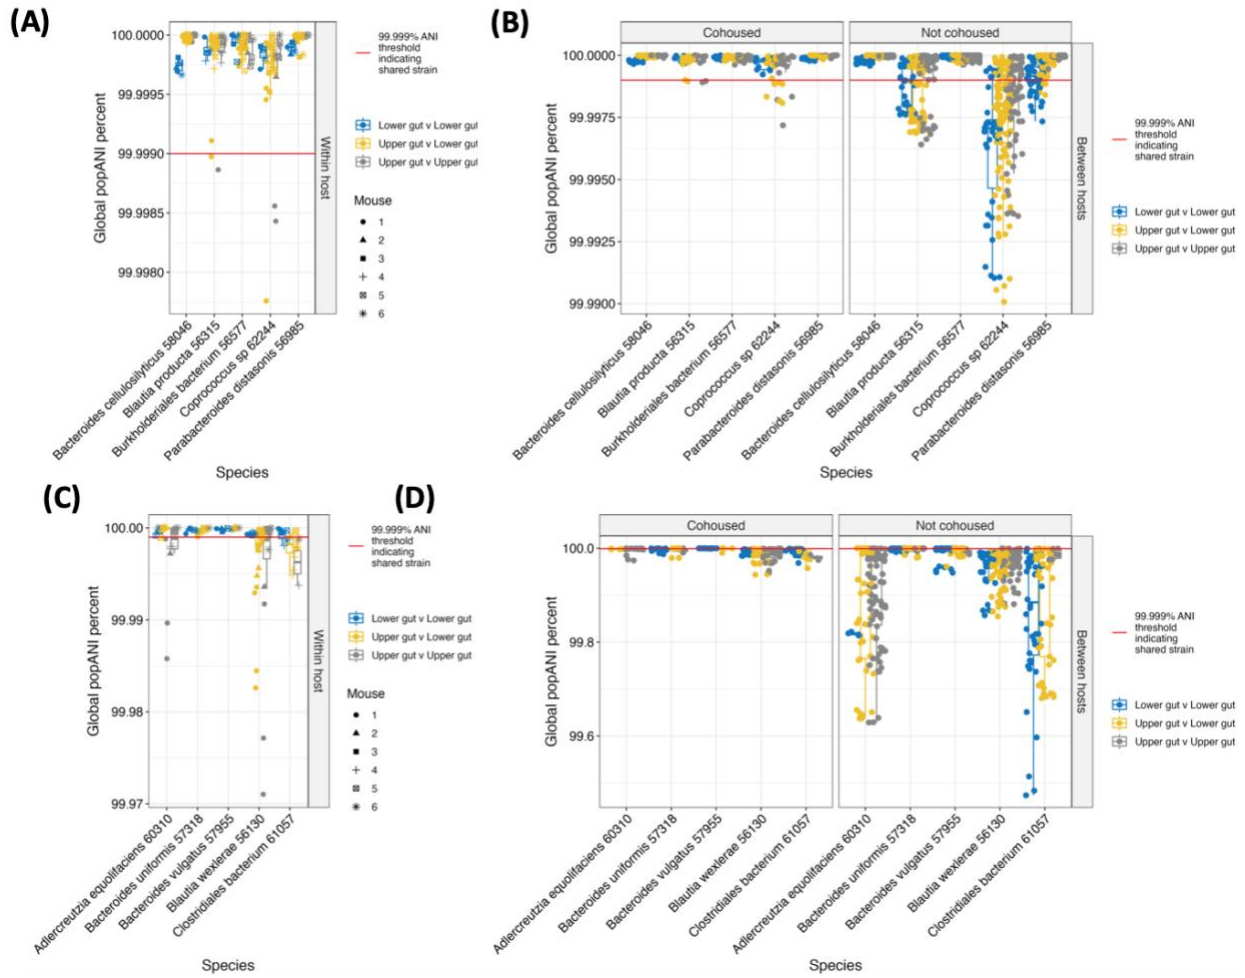 (A)
100.0000
99.9995
99.9990
99.9985
99.9980
Global popANI percent
Within host
Bacteroides cellulosilyticus 58046
Blautia producta 56315
Burkholderiales bacterium 56577
Coprococcus sp 62244
Parabacteroides distasonis 56985
Species
99.999% ANI
threshold
indicating
shared strain
Lower gut v Lower gut
Upper gut v Lower gut
Upper gut v Upper gut
Mouse
1
2
3
4
5
6
(B)
Cohoused
Not cohoused
100.0000
99.9975
99.9950
99.9925
99.9900
Global popANI percent
Between hosts
Bacteroides cellulosilyticus 58046
Blautia producta 56315
Burkholderiales bacterium 56577
Coprococcus sp 62244
Parabacteroides distasonis 56985
Bacteroides cellulosilyticus 58046
Blautia producta 56315
Burkholderiales bacterium 56577
Coprococcus sp 62244
Parabacteroides distasonis 56985
Species
99.999% ANI
threshold
indicating
shared strain
Lower gut v Lower gut
Upper gut v Lower gut
Upper gut v Upper gut
(C)
100.00
99.99
99.98
99.97
Global popANI percent
Within host
Adlercreutzia equolifaciens 60310
Bacteroides uniformis 57318
Bacteroides vulgatus 57955
Blautia wexlerae 56130
Clostridiales bacterium 61057
Species
99.999% ANI
threshold
indicating
shared strain
Lower gut v Lower gut
Upper gut v Lower gut
Upper gut v Upper gut
Mouse
1
2
3
4
5
6
(D)
Cohoused
Not cohoused
100.0
99.8
99.6
Global popANI percent
Between hosts
Adlercreutzia equolifaciens 60310
Bacteroides uniformis 57318
Bacteroides vulgatus 57955
Blautia wexlerae 56130
Clostridiales bacterium 61057
Adlercreutzia equolifaciens 60310
Bacteroides uniformis 57318
Bacteroides vulgatus 57955
Blautia wexlerae 56130
Clostridiales bacterium 61057
Species
99.999% ANI
threshold
indicating
shared strain
Lower gut v Lower gut
Upper gut v Lower gut
Upper gut v Upper gut